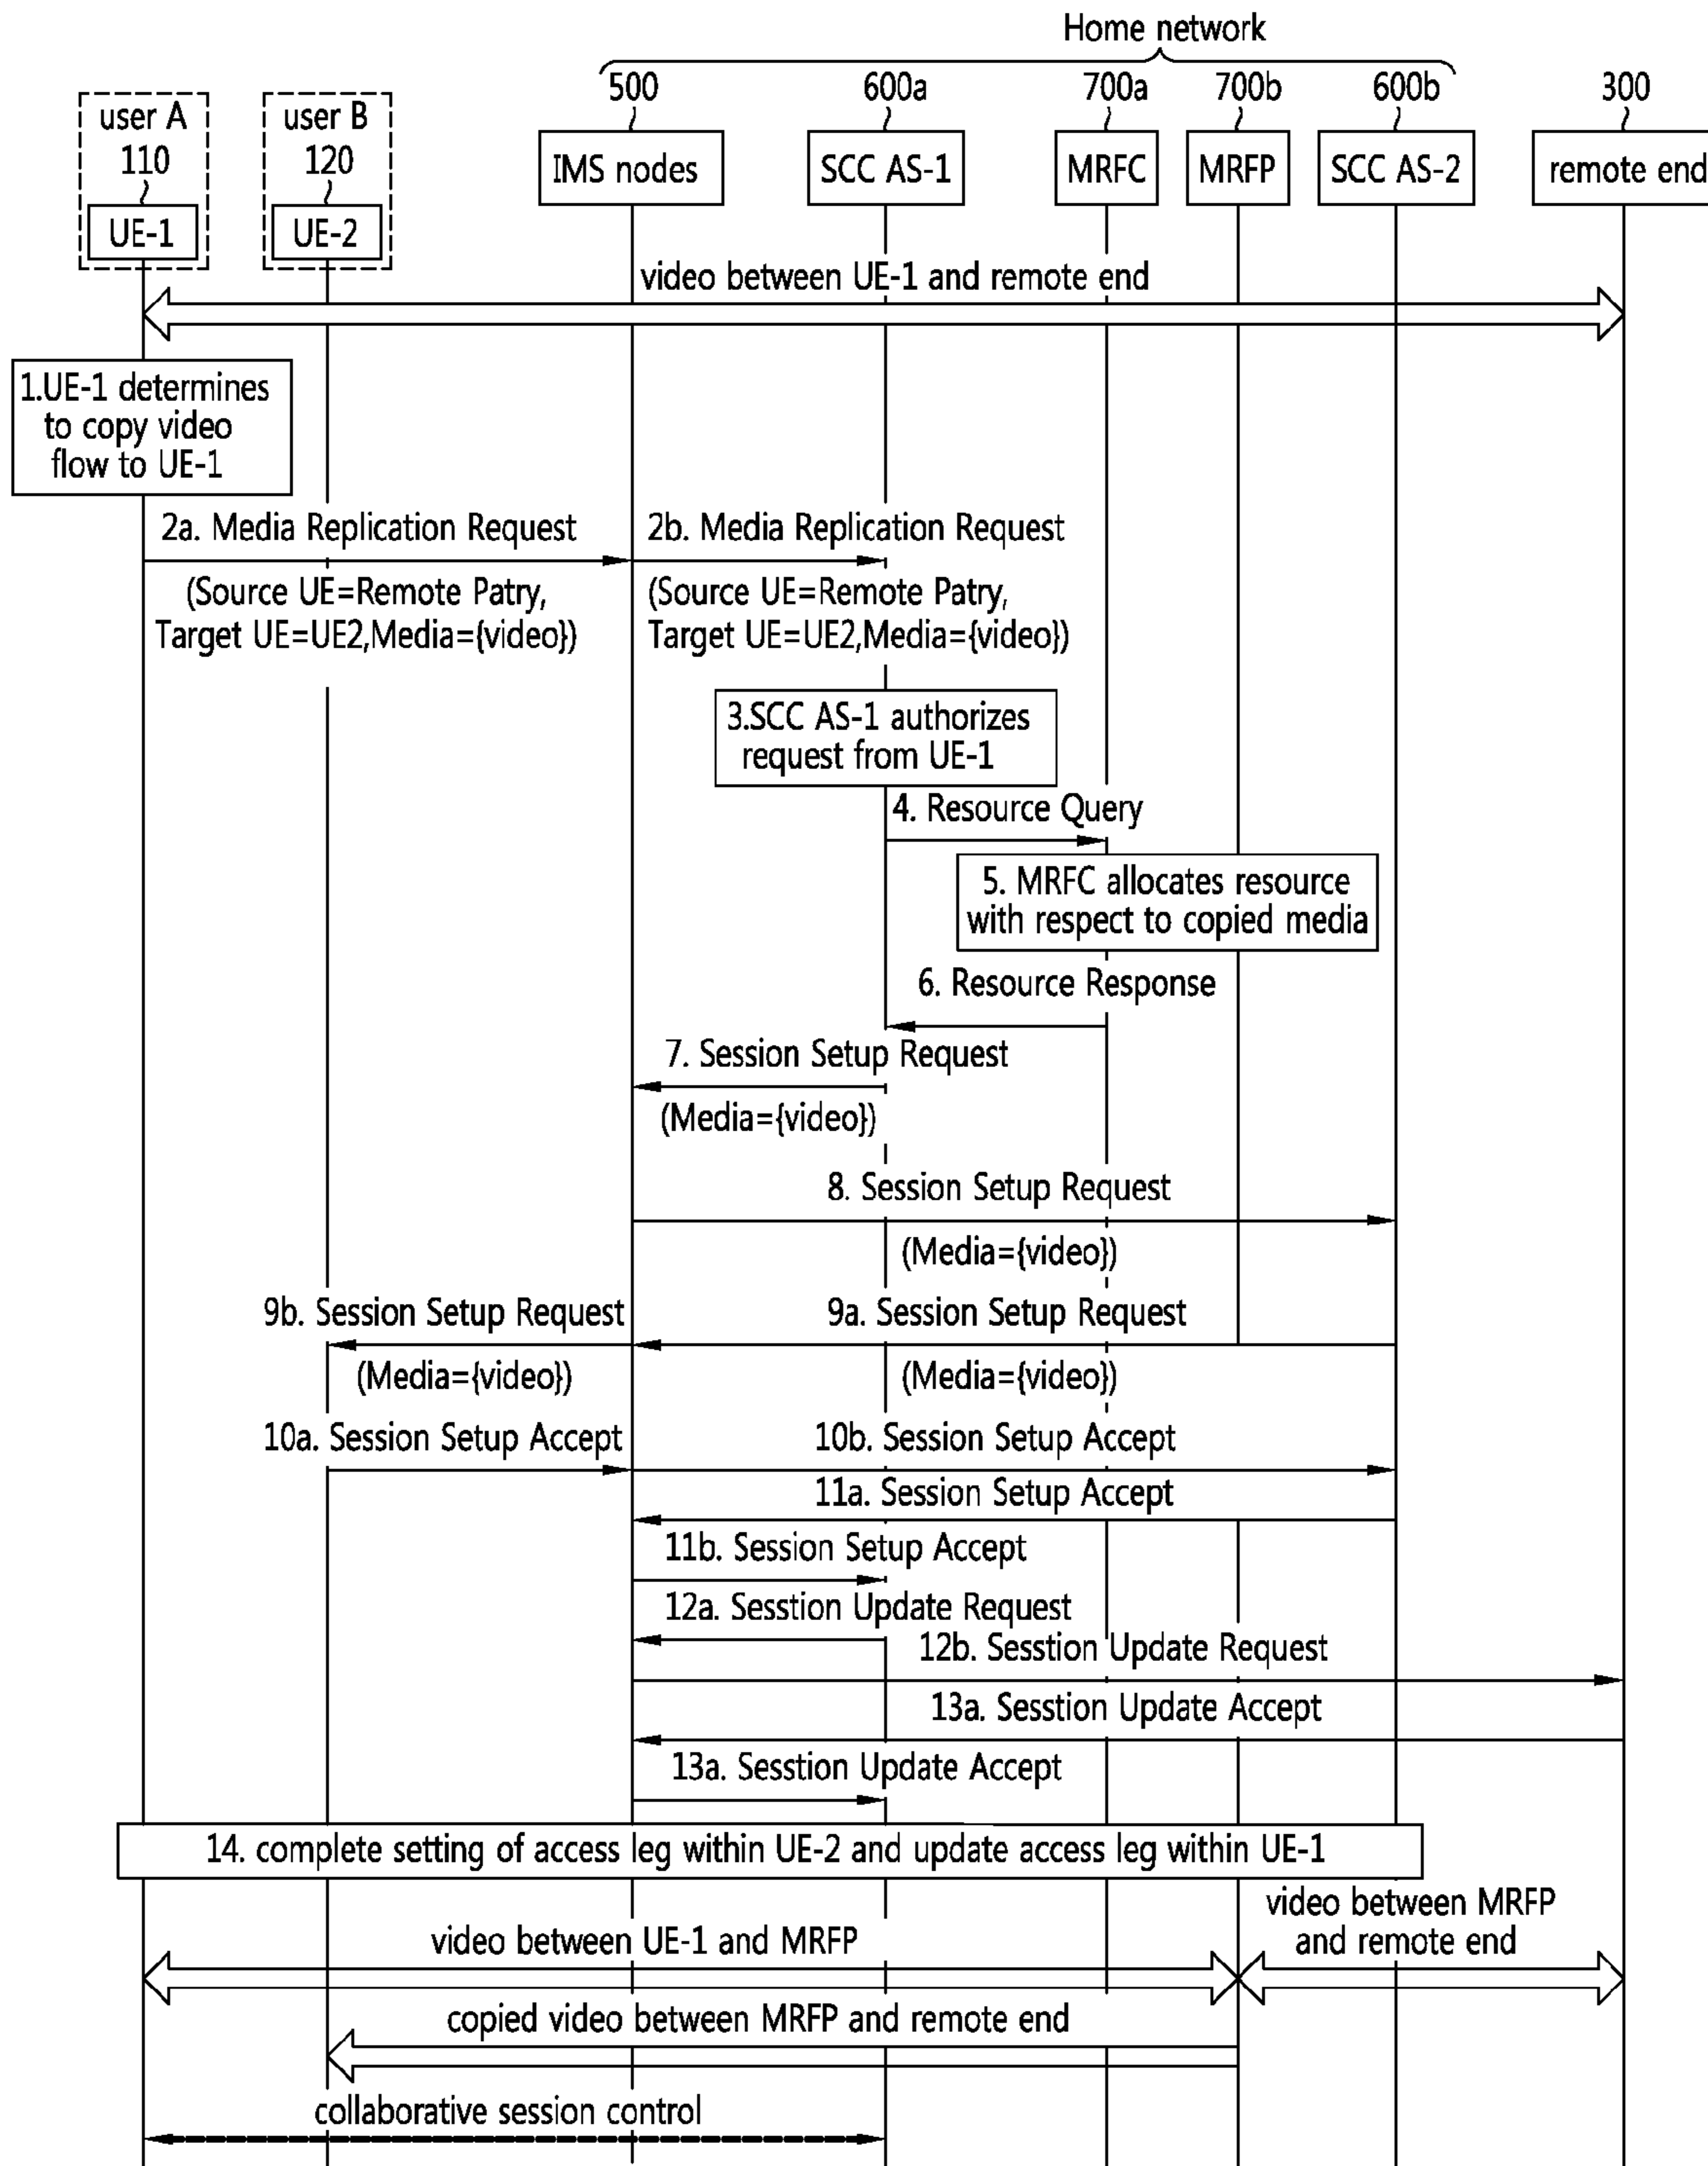 Home network
500
600a
700a
700b
600b
300
user A
110
UE-1
user B
120
UE-2
IMS nodes
SCC AS-1
MRFC
MRFP
SCC AS-2
remote end
video between UE-1 and remote end
1.UE-1 determines
to copy video
flow to UE-1
2a. Media Replication Request
(Source UE=Remote Patry,
Target UE=UE2,Media={video})
2b. Media Replication Request
(Source UE=Remote Patry,
Target UE=UE2,Media={video})
3.SCC AS-1 authorizes
request from UE-1
4. Resource Query
5. MRFC allocates resource
with respect to copied media
6. Resource Response
7. Session Setup Request
(Media={video})
8. Session Setup Request
(Media={video})
9b. Session Setup Request
(Media={video})
9a. Session Setup Request
(Media={video})
10a. Session Setup Accept
10b. Session Setup Accept
11a. Session Setup Accept
11b. Session Setup Accept
12a. Sesstion Update Request
12b. Sesstion Update Request
13a. Sesstion Update Accept
13a. Sesstion Update Accept
14. complete setting of access leg within UE-2 and update access leg within UE-1
video between UE-1 and MRFP
video between MRFP
and remote end
copied video between MRFP and remote end
collaborative session control